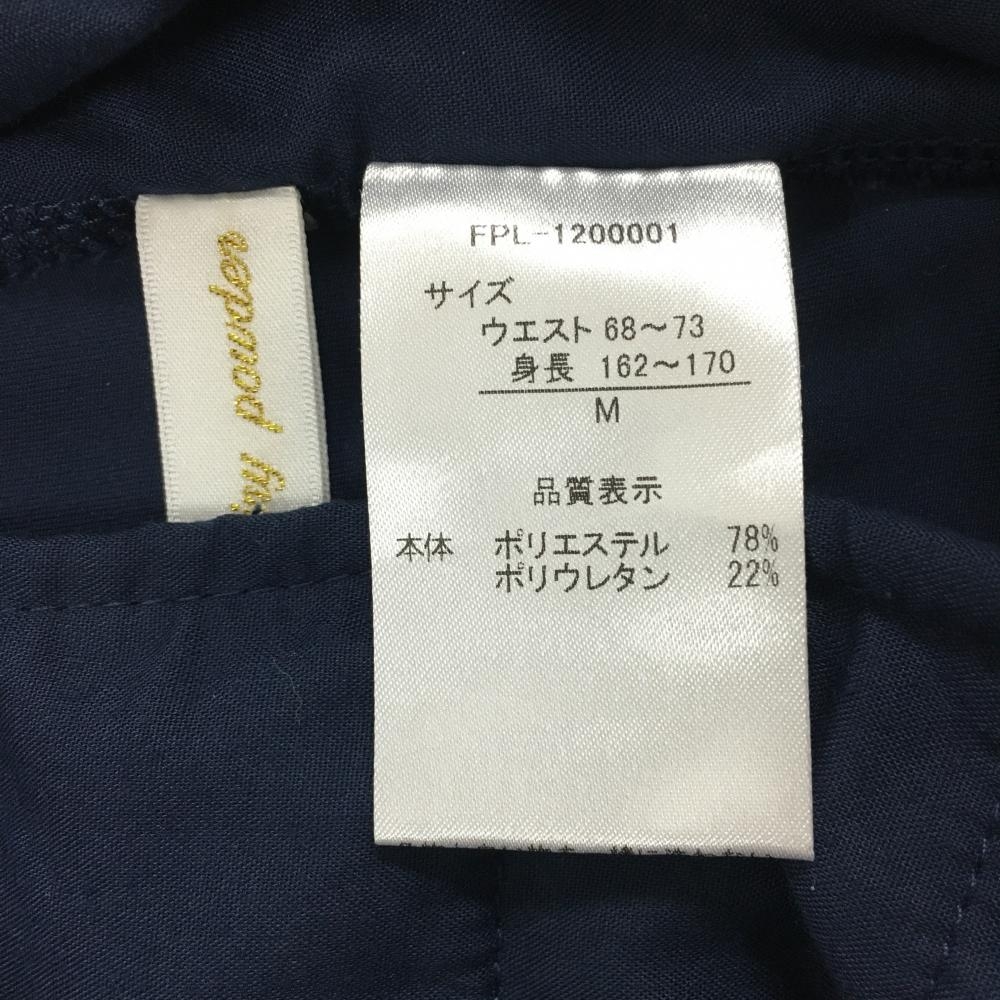 powder
FPL-1200001
サイズ
ウエスト 68～73
身長 162～170
M
品質表示
本体 ポリエステル 78%
ポリウレタン 22%